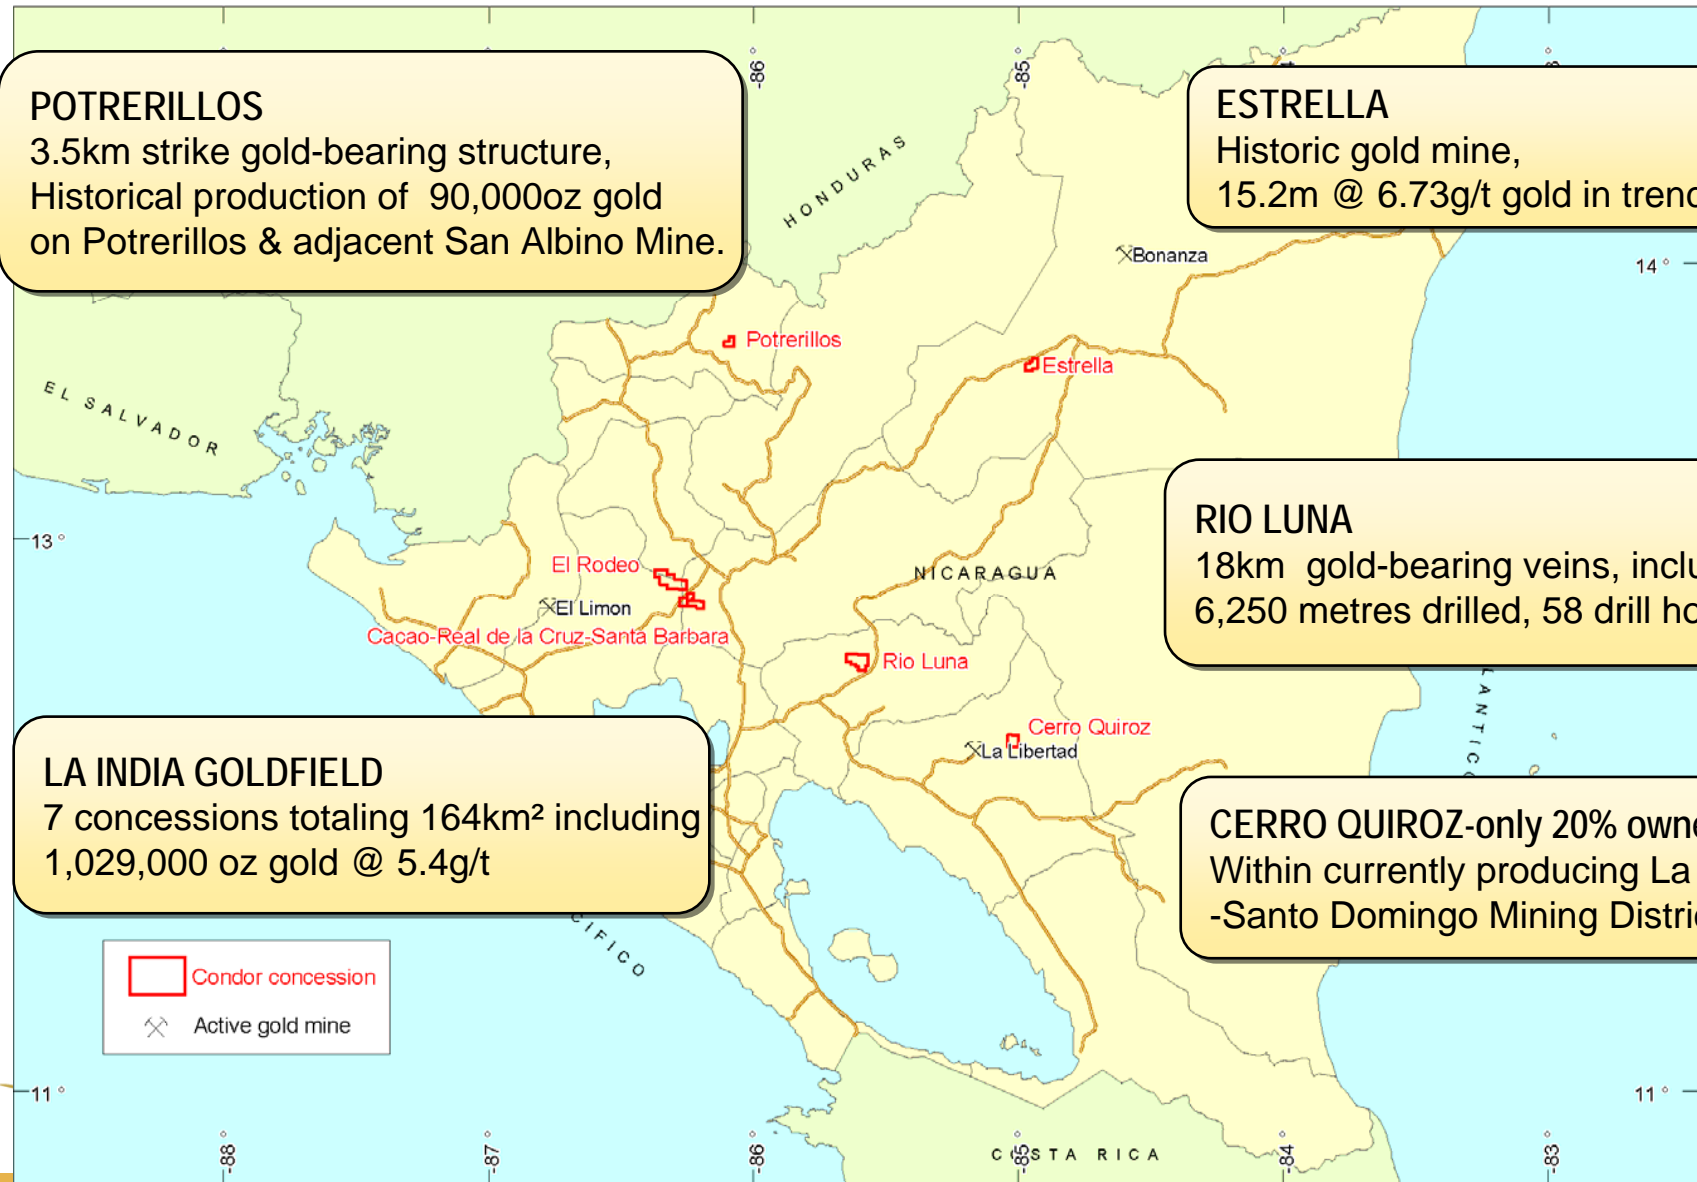 POTRERILLOS
3.5km strike gold-bearing structure,
Historical production of 90,000oz gold
on Potrerillos & adjacent San Albino Mine.
ESTRELLA
Historic gold mine,
15.2m @ 6.73g/t gold in
-86
-85
HONDURAS
Bonanza
14°
Potrerillos
Estrella
EL SALVADOR
13°
RIO LUNA
18km gold-bearing veins,
6,250 metres drilled, 58 drill
El Rodeo
NICARAGUA
El Limon
Cacao-Real de la Cruz-Santa Barbara
Rio Luna
Cerro Quiroz
La Libertad
LA INDIA GOLDFIELD
7 concessions totaling 164km² including
1,029,000 oz gold @ 5.4g/t
CERRO QUIROZ-only 20%
Within currently producing La
-Santo Domingo Mining
Condor concession
Active gold mine
11°
11°
COSTA RICA
-88
-87
-86
-85
-84
-83